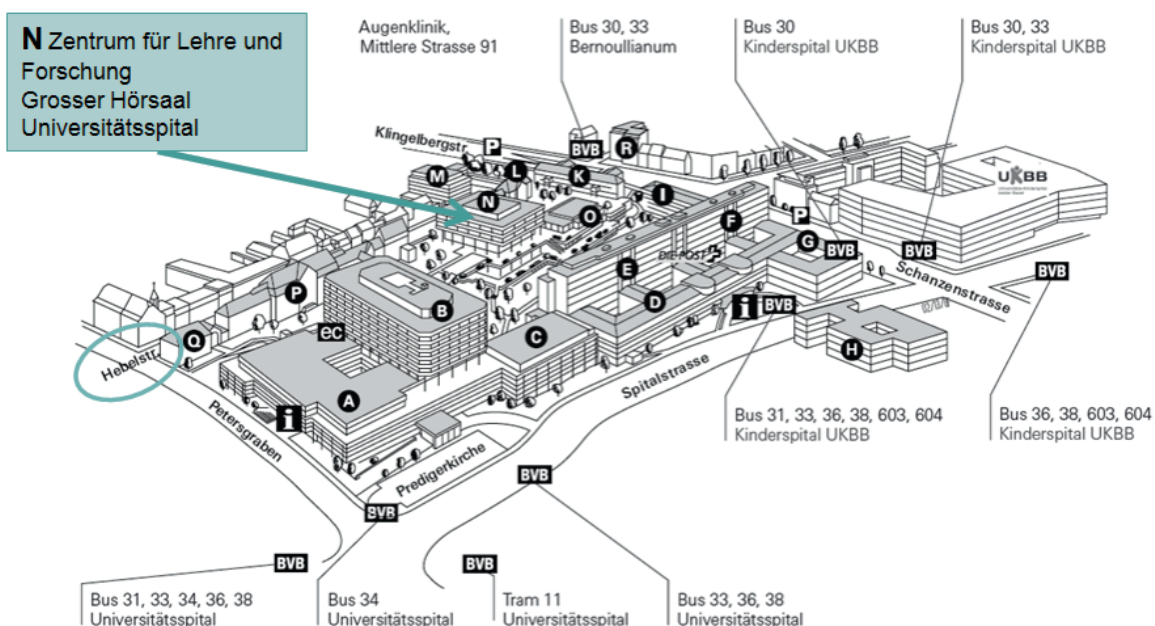 N Zentrum für Lehre und
Forschung
Grosser Hörsaal
Universitätsspital
Augenklinik,
Mittlere Strasse 91
Bus 30, 33
Bernoullianum
Bus 30
Kinderspital UKBB
Bus 30, 33
Kinderspital UKBB
Klingelbergstr.
P
BVB
R
M
L
K
N
O
I
F
UKBB
P
G
BVB
BVB
BVB
DIE POST
E
D
Schanzenstrasse
P
B
i
BVB
ec
C
H
Q
Hebelstr.
A
i
Spitalstrasse
Petersgraben
Predigerkirche
Bus 31, 33, 36, 38, 603, 604
Kinderspital UKBB
Bus 36, 38, 603, 604
Kinderspital UKBB
BVB
BVB
BVB
BVB
Bus 31, 33, 34, 36, 38
Universitätsspital
Bus 34
Universitätsspital
Tram 11
Universitätsspital
Bus 33, 36, 38
Universitätsspital